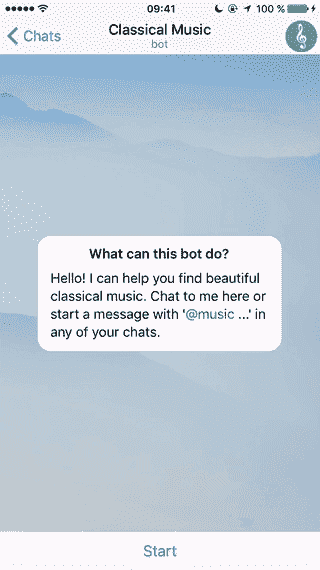 09:41
100 %
Chats
Classical Music
bot
What can this bot do?
Hello! I can help you find beautiful
classical music. Chat to me here or
start a message with '@music ...' in
any of your chats.
Start